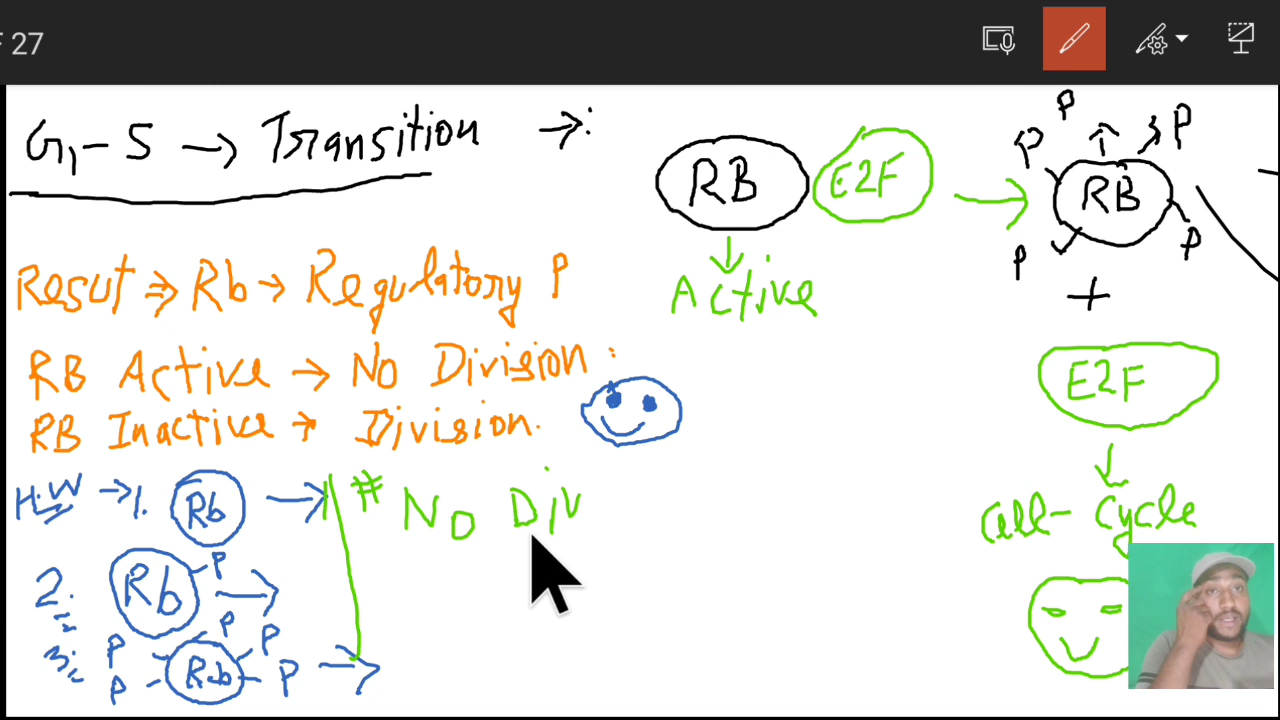 F 27
G1-S → Transition →:
RB E2F → RB P P P P P
Active
+
E2F
Cell-Cycle
Resut ⇒ Rb → Regulatory P
RB Active → No Division:
RB Inactive → Division.
H.W → 1. Rb → # No Div
2. Rb P →
3. Rb P P P P P →